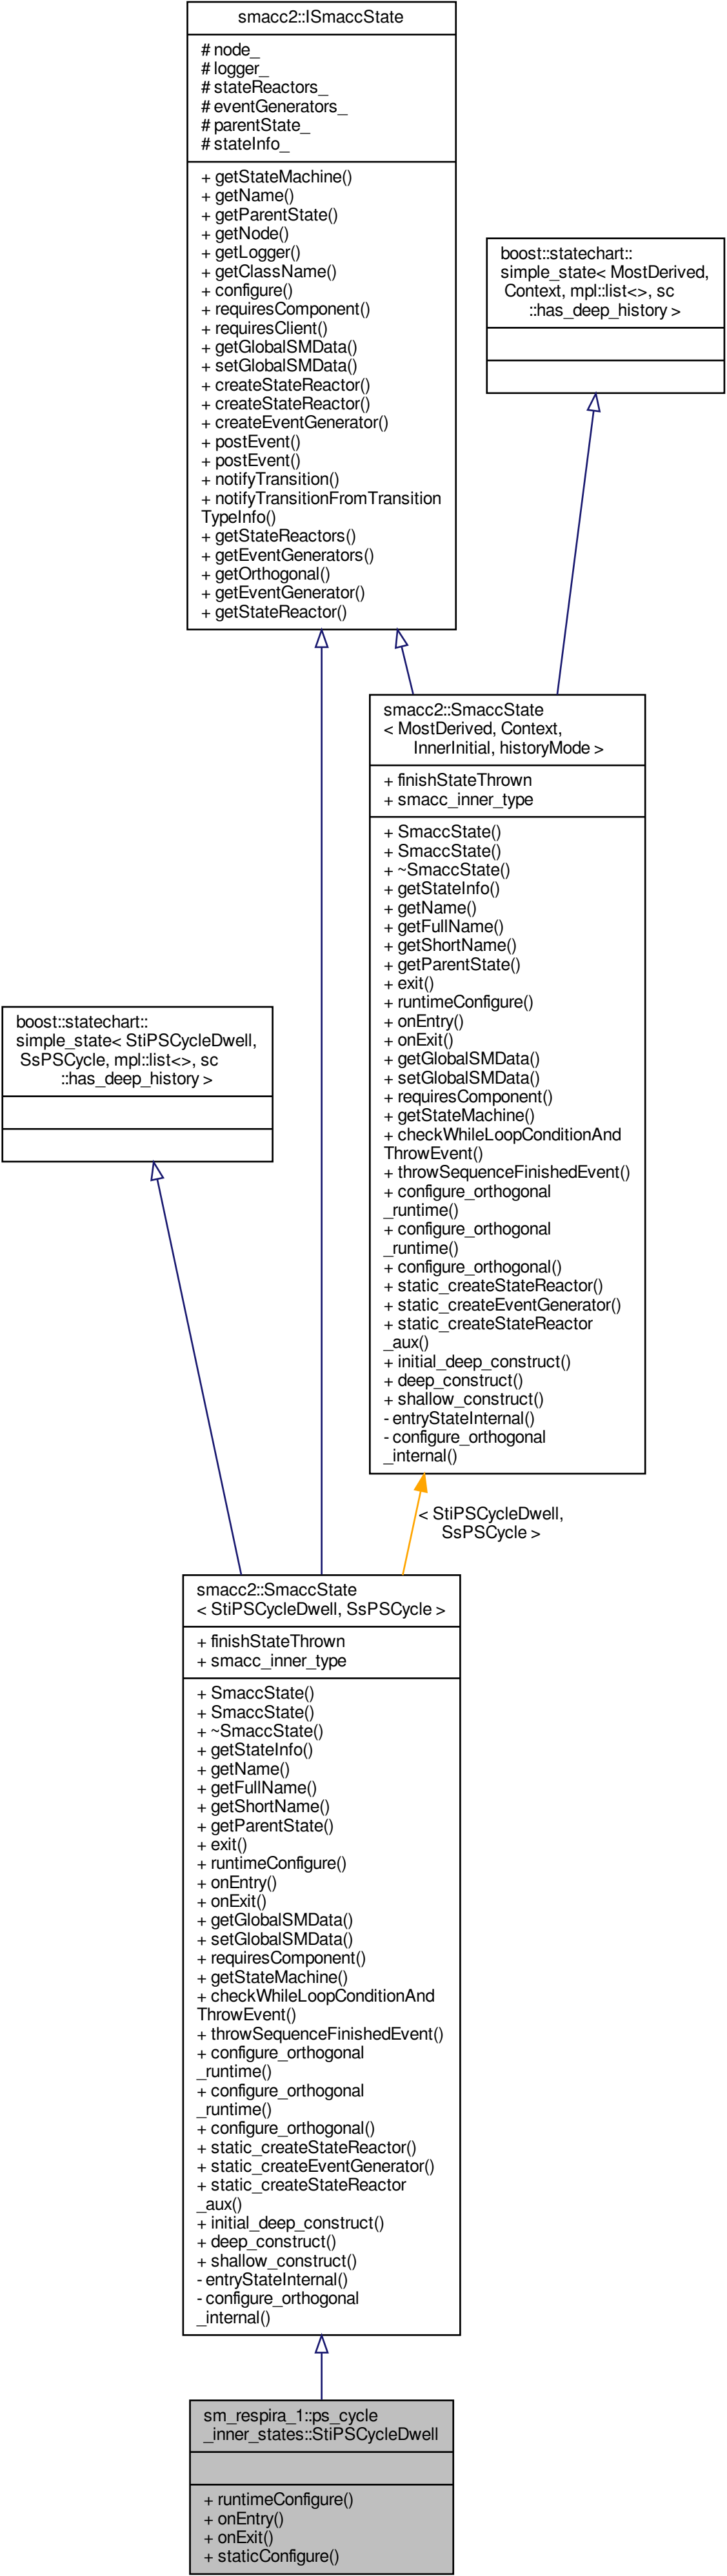 smacc2::ISmaccState
# node_
# logger_
# stateReactors_
# eventGenerators_
# parentState_
# stateInfo_
+ getStateMachine()
+ getName()
+ getParentState()
+ getNode()
+ getLogger()
+ getClassName()
+ configure()
+ requiresComponent()
+ requiresClient()
+ getGlobalSMData()
+ setGlobalSMData()
+ createStateReactor()
+ createStateReactor()
+ createEventGenerator()
+ postEvent()
+ postEvent()
+ notifyTransition()
+ notifyTransitionFromTransition
TypeInfo()
+ getStateReactors()
+ getEventGenerators()
+ getOrthogonal()
+ getEventGenerator()
+ getStateReactor()
boost::statechart::
simple_state< MostDerived,
Context, mpl::list<>, sc
::has_deep_history >
smacc2::SmaccState
< MostDerived, Context,
InnerInitial, historyMode >
+ finishStateThrown
+ smacc_inner_type
+ SmaccState()
+ SmaccState()
+ ~SmaccState()
+ getStateInfo()
+ getName()
+ getFullName()
+ getShortName()
+ getParentState()
+ exit()
+ runtimeConfigure()
+ onEntry()
+ onExit()
+ getGlobalSMData()
+ setGlobalSMData()
+ requiresComponent()
+ getStateMachine()
+ checkWhileLoopConditionAnd
ThrowEvent()
+ throwSequenceFinishedEvent()
+ configure_orthogonal
_runtime()
+ configure_orthogonal
_runtime()
+ configure_orthogonal()
+ static_createStateReactor()
+ static_createEventGenerator()
+ static_createStateReactor
_aux()
+ initial_deep_construct()
+ deep_construct()
+ shallow_construct()
- entryStateInternal()
- configure_orthogonal
_internal()
boost::statechart::
simple_state< StiPSCycleDwell,
SsPSCycle, mpl::list<>, sc
::has_deep_history >
< StiPSCycleDwell,
SsPSCycle >
smacc2::SmaccState
< StiPSCycleDwell, SsPSCycle >
+ finishStateThrown
+ smacc_inner_type
+ SmaccState()
+ SmaccState()
+ ~SmaccState()
+ getStateInfo()
+ getName()
+ getFullName()
+ getShortName()
+ getParentState()
+ exit()
+ runtimeConfigure()
+ onEntry()
+ onExit()
+ getGlobalSMData()
+ setGlobalSMData()
+ requiresComponent()
+ getStateMachine()
+ checkWhileLoopConditionAnd
ThrowEvent()
+ throwSequenceFinishedEvent()
+ configure_orthogonal
_runtime()
+ configure_orthogonal
_runtime()
+ configure_orthogonal()
+ static_createStateReactor()
+ static_createEventGenerator()
+ static_createStateReactor
_aux()
+ initial_deep_construct()
+ deep_construct()
+ shallow_construct()
- entryStateInternal()
- configure_orthogonal
_internal()
sm_respira_1::ps_cycle
_inner_states::StiPSCycleDwell
+ runtimeConfigure()
+ onEntry()
+ onExit()
+ staticConfigure()